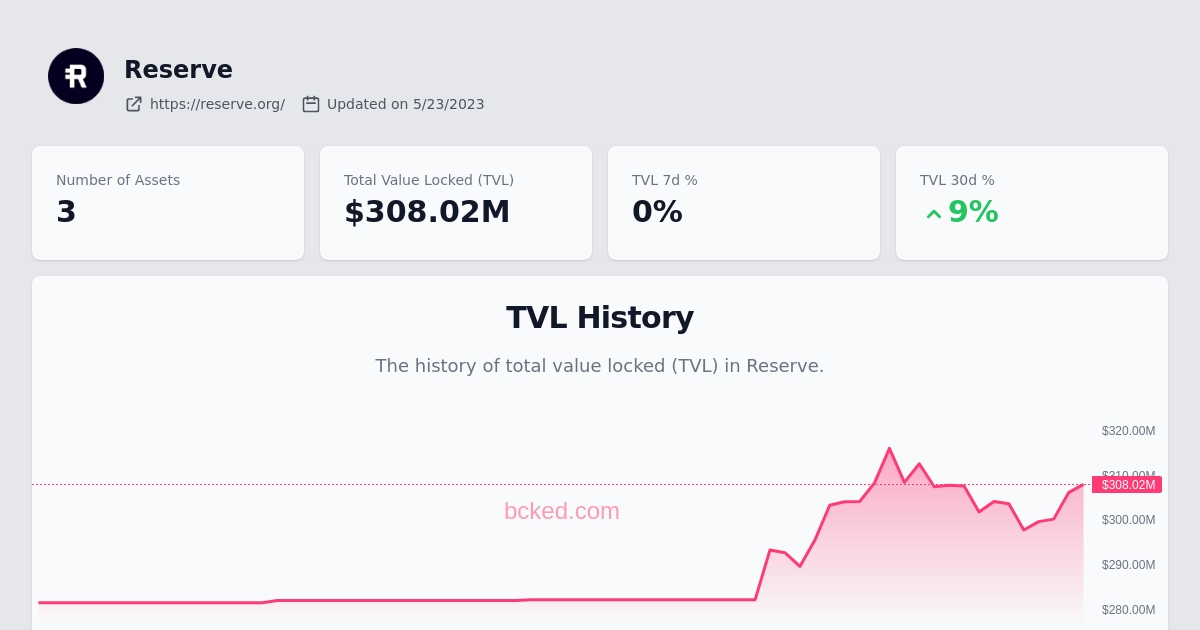 Reserve
https://reserve.org/ Updated on 5/23/2023
Number of Assets
3
Total Value Locked (TVL)
$308.02M
TVL 7d %
0%
TVL 30d %
9%
TVL History
The history of total value locked (TVL) in Reserve.
$320.00M
$310.00M
$308.02M
bcked.com
$300.00M
$290.00M
$280.00M